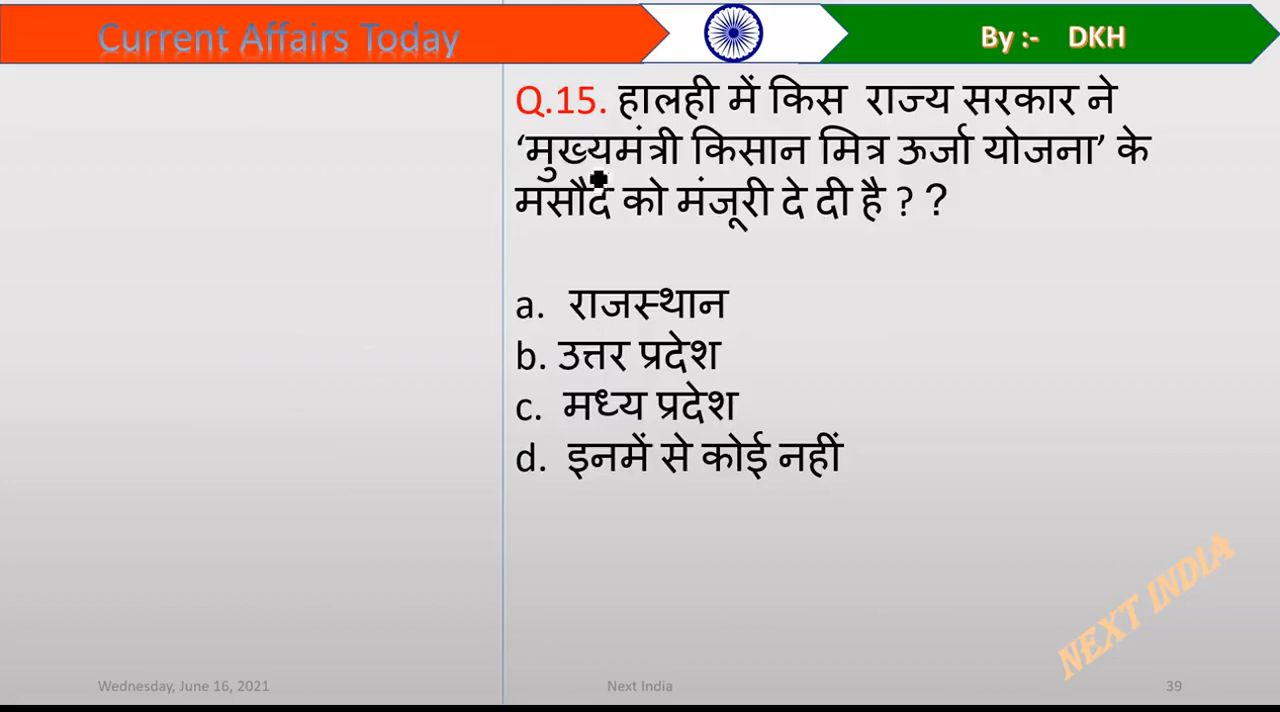 Current Affairs Today
By :- DKH
Q.15. हालही में किस राज्य सरकार ने
‘मुख्यमंत्री किसान मित्र ऊर्जा योजना’ के
मसौदे को मंजूरी दे दी है ? ?
a. राजस्थान
b. उत्तर प्रदेश
c. मध्य प्रदेश
d. इनमें से कोई नहीं
NEXT INDIA
Wednesday, June 16, 2021
Next India
39